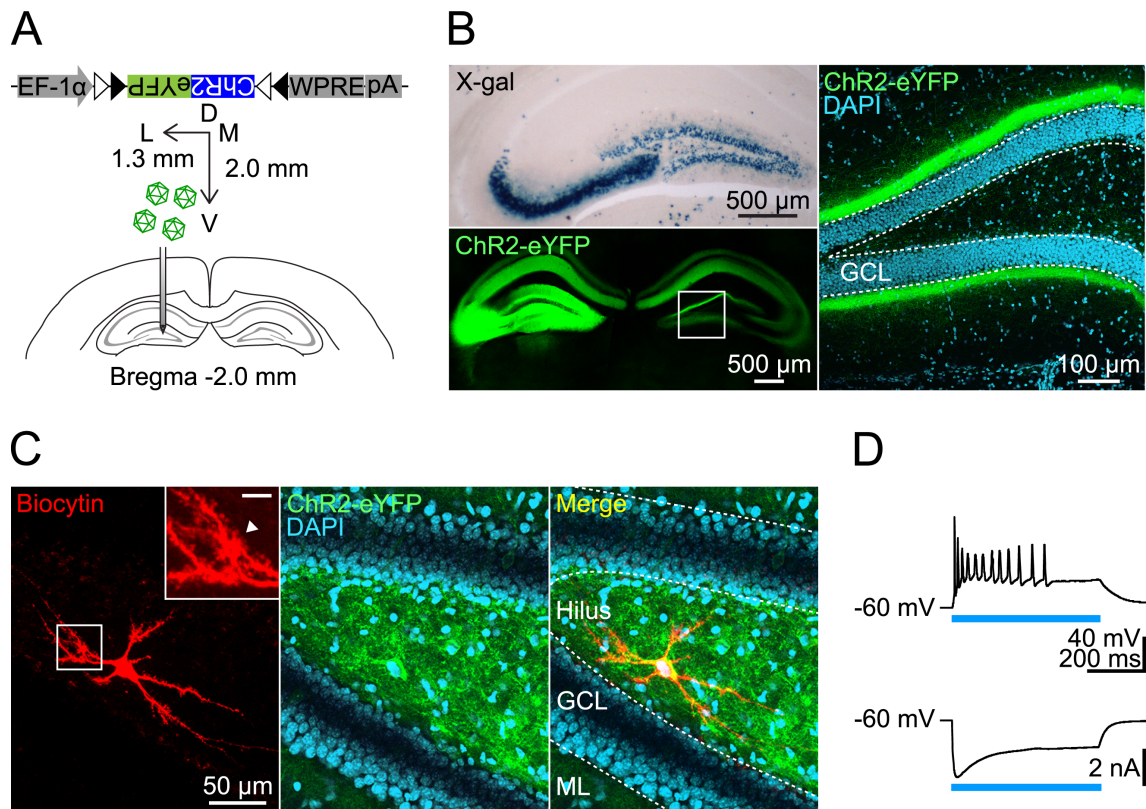 A
EF-1α eYFP ChR2 WPRE pA
D
L M
1.3 mm
2.0 mm
V
Bregma -2.0 mm
B
X-gal
500 µm
ChR2-eYFP
500 µm
ChR2-eYFP
DAPI
GCL
100 µm
C
Biocytin
50 µm
ChR2-eYFP
DAPI
Merge
Hilus
GCL
ML
D
-60 mV
40 mV
200 ms
-60 mV
2 nA